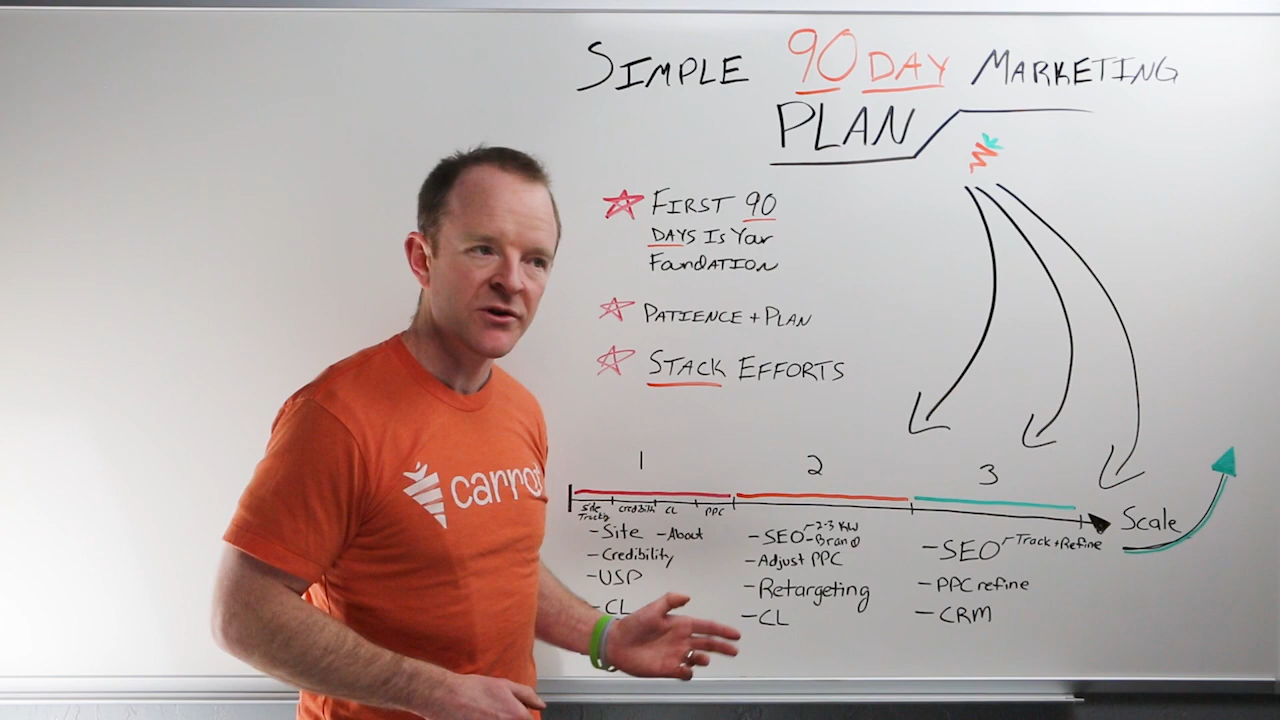 SIMPLE 90 DAY MARKETING
PLAN
FIRST 90
DAYS IS YOUR
FOUNDATION
PATIENCE + PLAN
STACK EFFORTS
carrot
1 2 3
Site
Tracking
Credibility
CL
PPC
Scale
- Site - About
- Credibility
- USP
- CL
- SEO - 2-3 KW
- Brand
- Adjust PPC
- Retargeting
- CL
- SEO - Track + Refine
- PPC refine
- CRM